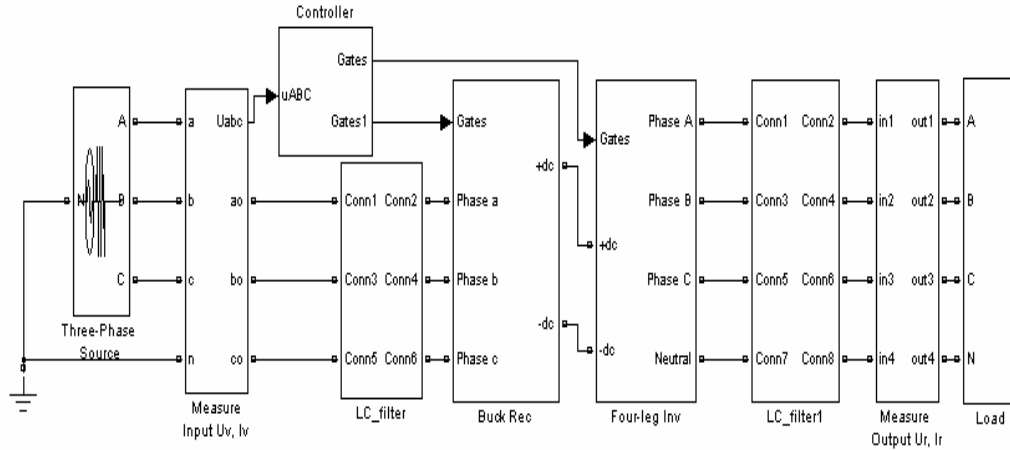 Controller
Gates
uABC
Gates1
A
N
B
C
Three-Phase
Source
a
Uabc
b
ao
c
bo
n
co
Measure
Input Uv, Iv
Conn1 Conn2
Conn3 Conn4
Conn5 Conn6
LC_filter
Gates
+dc
Phase a
Phase b
-dc
Phase c
Buck Rec
Phase A
Gates
Phase B
+dc
Phase C
-dc
Neutral
Four-leg Inv
Conn1 Conn2
Conn3 Conn4
Conn5 Conn6
Conn7 Conn8
LC_filter1
in1 out1
in2 out2
in3 out3
in4 out4
Measure
Output Ur, Ir
A
B
C
N
Load